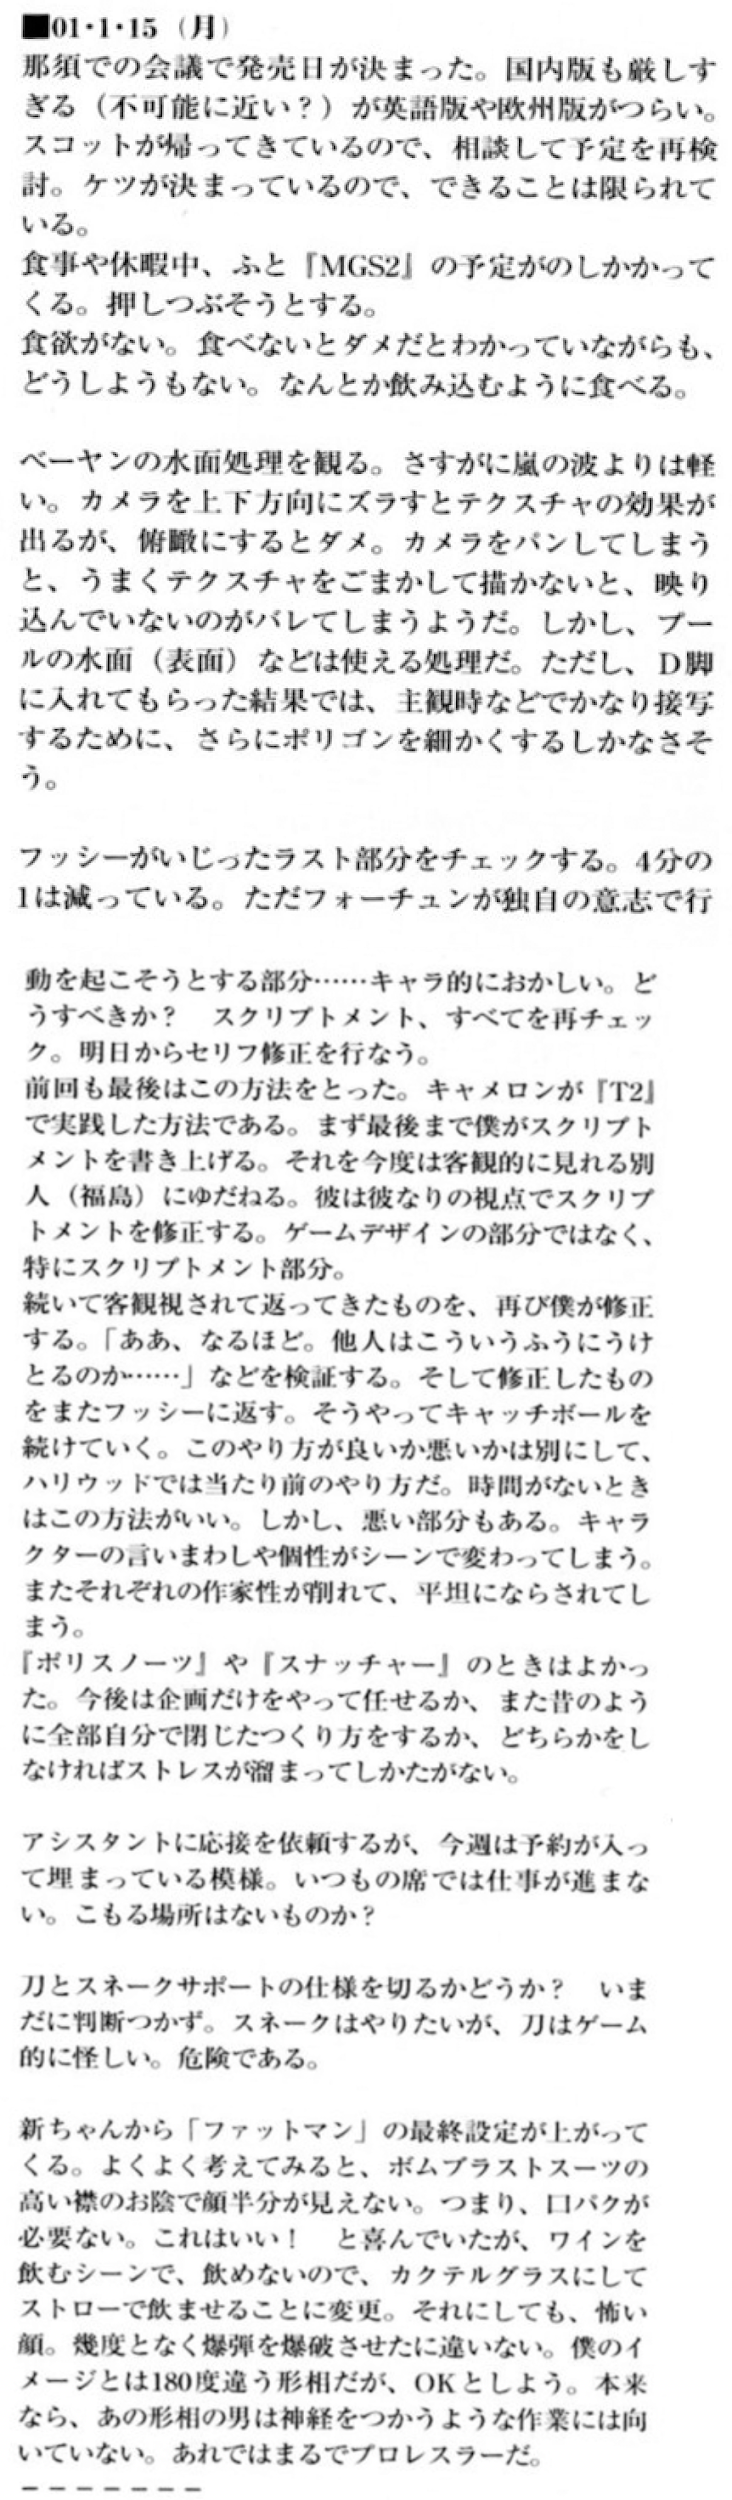 ■01・1・15（月）
那須での会議で発売日が決まった。国内版も厳しす
ぎる（不可能に近い？）が英語版や欧州版がつらい。
スコットが帰ってきているので、相談して予定を再検
討。ケツが決まっているので、できることは限られて
いる。
食事や休暇中、ふと『MGS2』の予定がのしかかって
くる。押しつぶそうとする。
食欲がない。食べないとダメだとわかっていながらも、
どうしようもない。なんとか飲み込むように食べる。
ベーヤンの水面処理を観る。さすがに嵐の波よりは軽
い。カメラを上下方向にズラすとテクスチャの効果が
出るが、俯瞰にするとダメ。カメラをパンしてしまう
と、うまくテクスチャをごまかして描かないと、映り
込んでいないのがバレてしまうようだ。しかし、プー
ルの水面（表面）などは使える処理だ。ただし、D脚
に入れてもらった結果では、主観時などでかなり接写
するために、さらにポリゴンを細かくするしかなさそ
う。
フッシーがいじったラスト部分をチェックする。4分の
1は減っている。ただフォーチュンが独自の意志で行
動を起こそうとする部分……キャラ的におかしい。ど
うすべきか？　スクリプトメント、すべてを再チェッ
ク。明日からセリフ修正を行なう。
前回も最後はこの方法をとった。キャメロンが『T2』
で実践した方法である。まず最後まで僕がスクリプト
メントを書き上げる。それを今度は客観的に見れる別
人（福島）にゆだねる。彼は彼なりの視点でスクリプ
トメントを修正する。ゲームデザインの部分ではなく、
特にスクリプトメント部分。
続いて客観視されて返ってきたものを、再び僕が修正
する。「ああ、なるほど。他人はこういうふうにうけ
とるのか……」などを検証する。そして修正したもの
をまたフッシーに返す。そうやってキャッチボールを
続けていく。このやり方が良いか悪いかは別にして、
ハリウッドでは当たり前のやり方だ。時間がないとき
はこの方法がいい。しかし、悪い部分もある。キャラ
クターの言いまわしや個性がシーンで変わってしまう。
またそれぞれの作家性が削れて、平坦にならされてし
まう。
『ポリスノーツ』や『スナッチャー』のときはよかっ
た。今後は企画だけをやって任せるか、また昔のよう
に全部自分で閉じたつくり方をするか、どちらかをし
なければストレスが溜まってしかたがない。
アシスタントに応接を依頼するが、今週は予約が入っ
て埋まっている模様。いつもの席では仕事が進まな
い。こもる場所はないものか？
刀とスネークサポートの仕様を切るかどうか？　いま
だに判断つかず。スネークはやりたいが、刀はゲーム
的に怪しい。危険である。
新ちゃんから「ファットマン」の最終設定が上がって
くる。よくよく考えてみると、ボムブラストスーツの
高い襟のお陰で顔半分が見えない。つまり、口パクが
必要ない。これはいい！　と喜んでいたが、ワインを
飲むシーンで、飲めないので、カクテルグラスにして
ストローで飲ませることに変更。それにしても、怖い
顔。幾度となく爆弾を爆破させたに違いない。僕のイ
メージとは180度違う形相だが、OKとしよう。本来
なら、あの形相の男は神経をつかうような作業には向
いていない。あれではまるでプロレスラーだ。
－－－－－－－